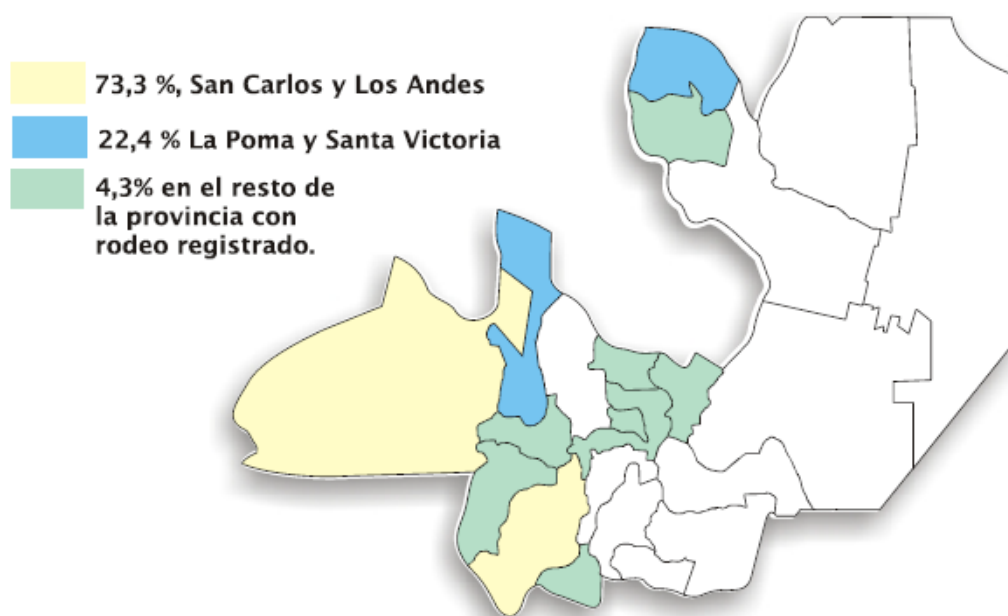 73,3 %, San Carlos y Los Andes
22,4 % La Poma y Santa Victoria
4,3% en el resto de
la provincia con
rodeo registrado.